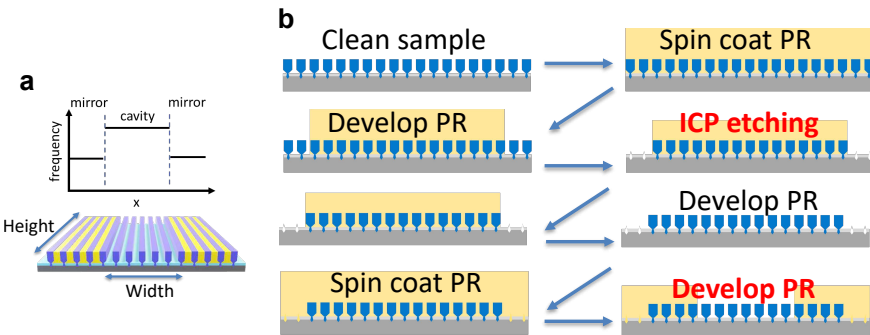 a
mirror
mirror
cavity
frequency
x
Height
Width
b
Clean sample
Spin coat PR
Develop PR
ICP etching
Develop PR
Spin coat PR
Develop PR